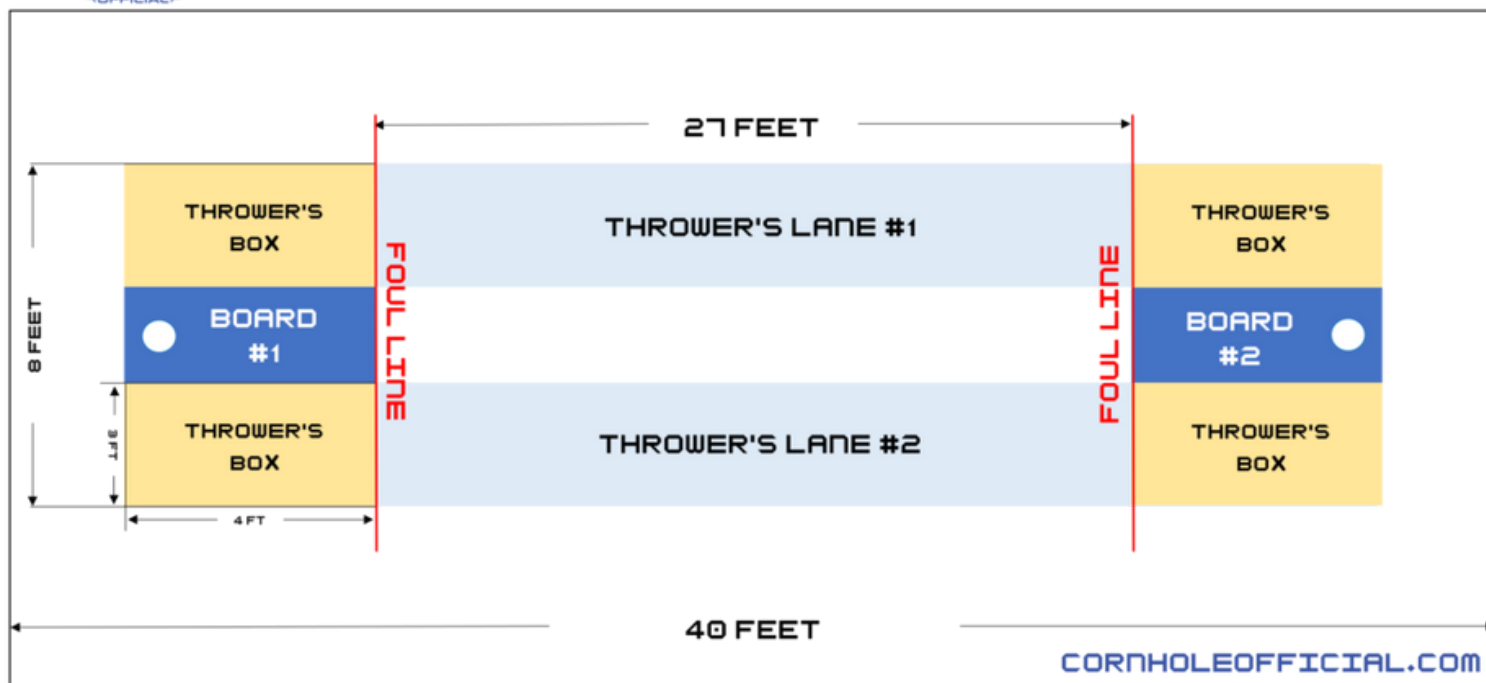 27 FEET
THROWER'S
BOX
THROWER'S LANE #1
THROWER'S
BOX
FOUL LINE
FOUL LINE
8 FEET
BOARD
#1
BOARD
#2
3 FT
THROWER'S
BOX
THROWER'S LANE #2
THROWER'S
BOX
4 FT
40 FEET
CORNHOLEOFFICIAL.COM